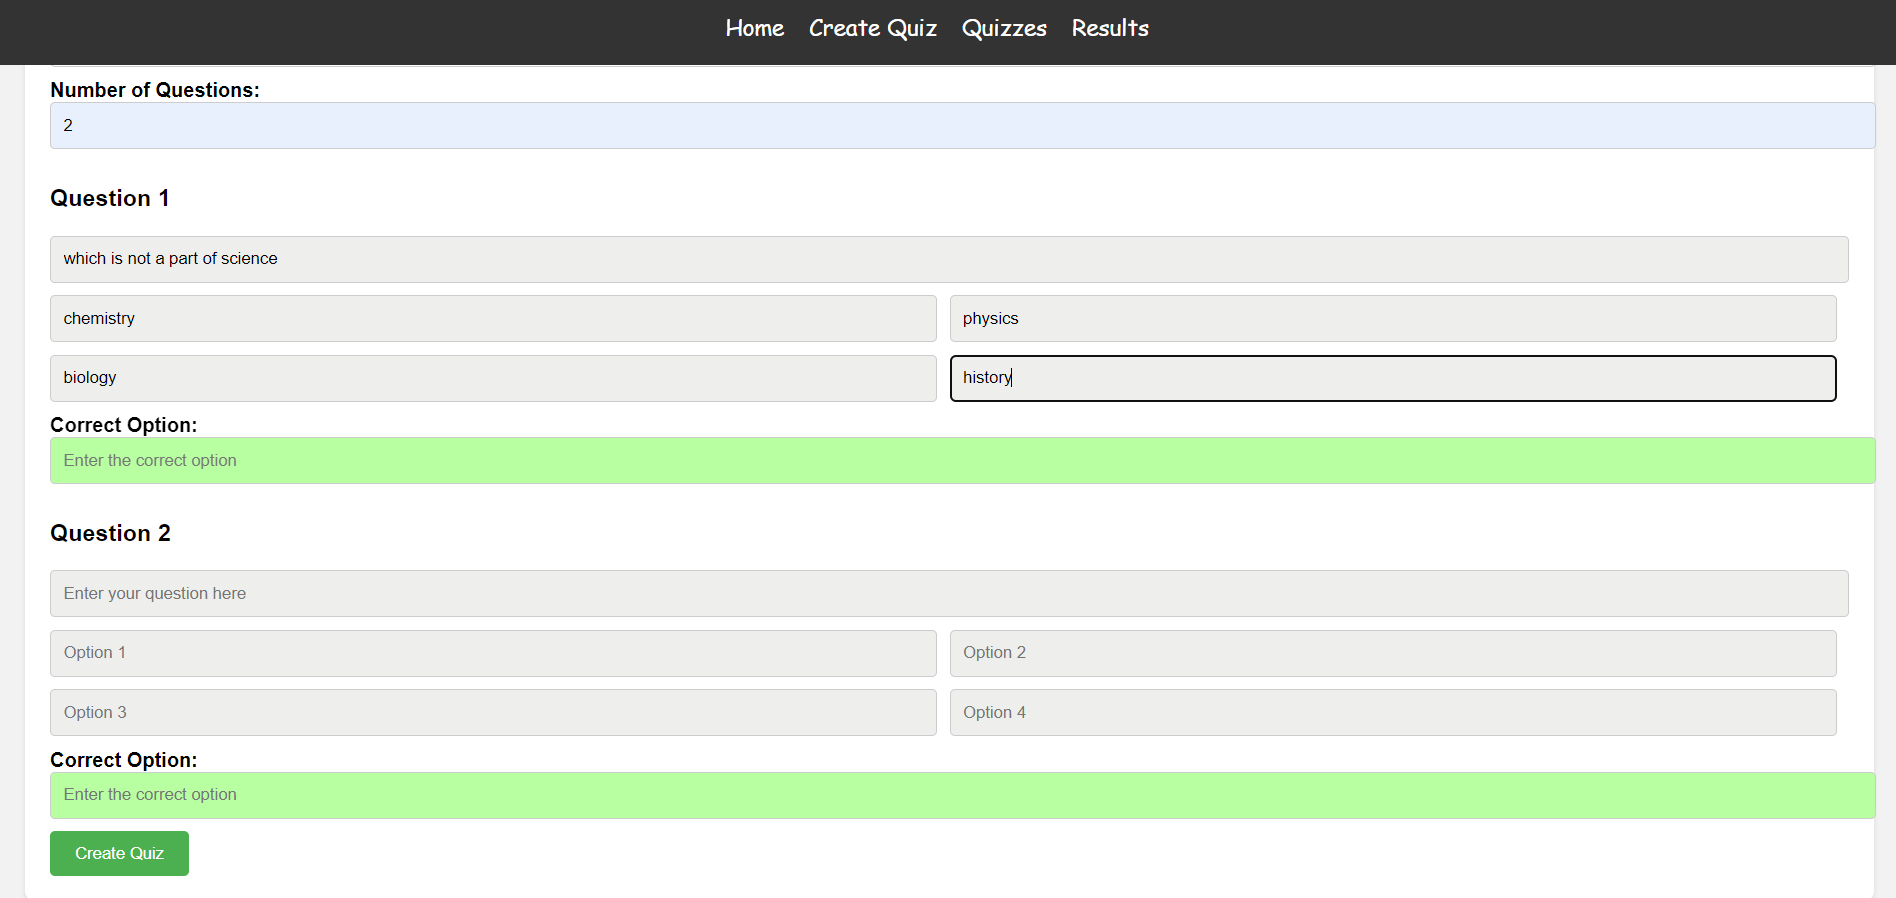 Home Create Quiz Quizzes Results
Number of Questions:
2
Question 1
which is not a part of science
chemistry physics
biology history
Correct Option:
Enter the correct option
Question 2
Enter your question here
Option 1 Option 2
Option 3 Option 4
Correct Option:
Enter the correct option
Create Quiz